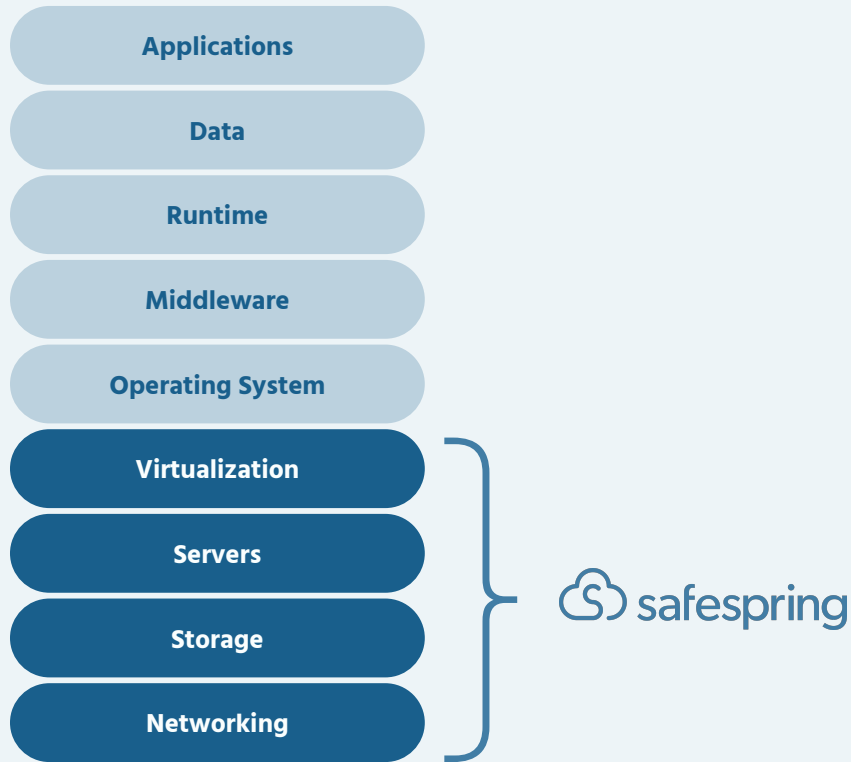 Applications
Data
Runtime
Middleware
Operating System
Virtualization
Servers
Storage
Networking
safespring